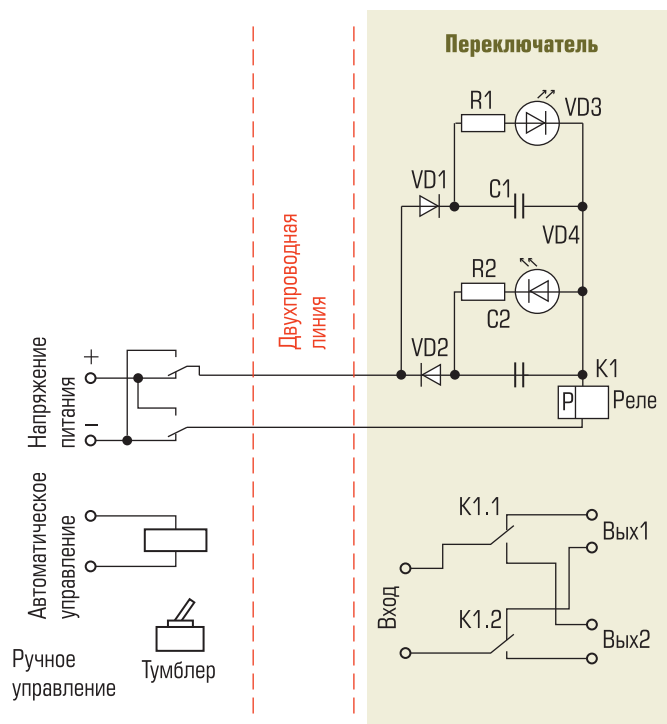 Переключатель
R1
VD3
VD1
C1
VD4
R2
C2
VD2
K1
P
Реле
Двухпроводная
линия
Напряжение
питания
+
–
Автоматическое
управление
Ручное
управление
Тумблер
K1.1
Вых1
Вход
K1.2
Вых2